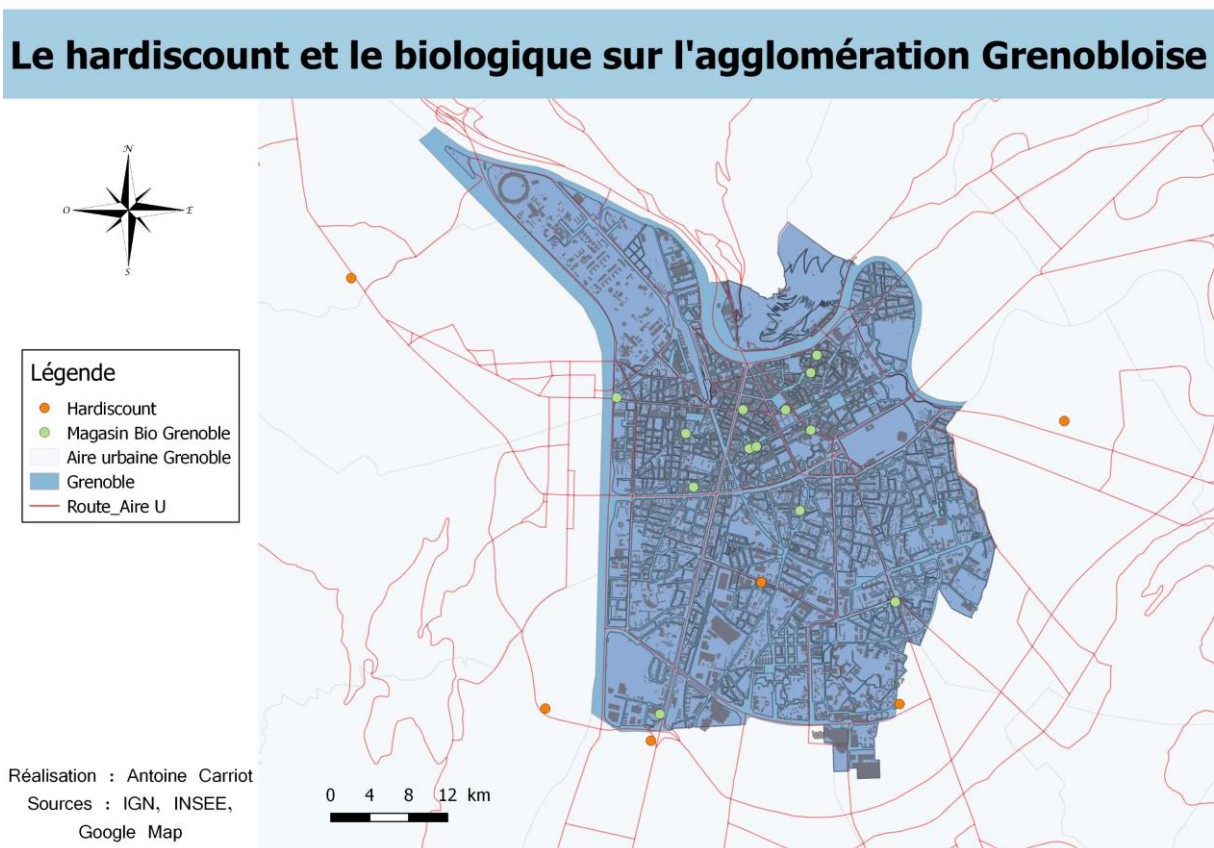 Le hardiscount et le biologique sur l'agglomération Grenobloise
N
O
E
S
Légende
Hardiscount
Magasin Bio Grenoble
Aire urbaine Grenoble
Grenoble
Route_Aire U
Réalisation : Antoine Carriot
Sources : IGN, INSEE,
Google Map
0 4 8 12 km